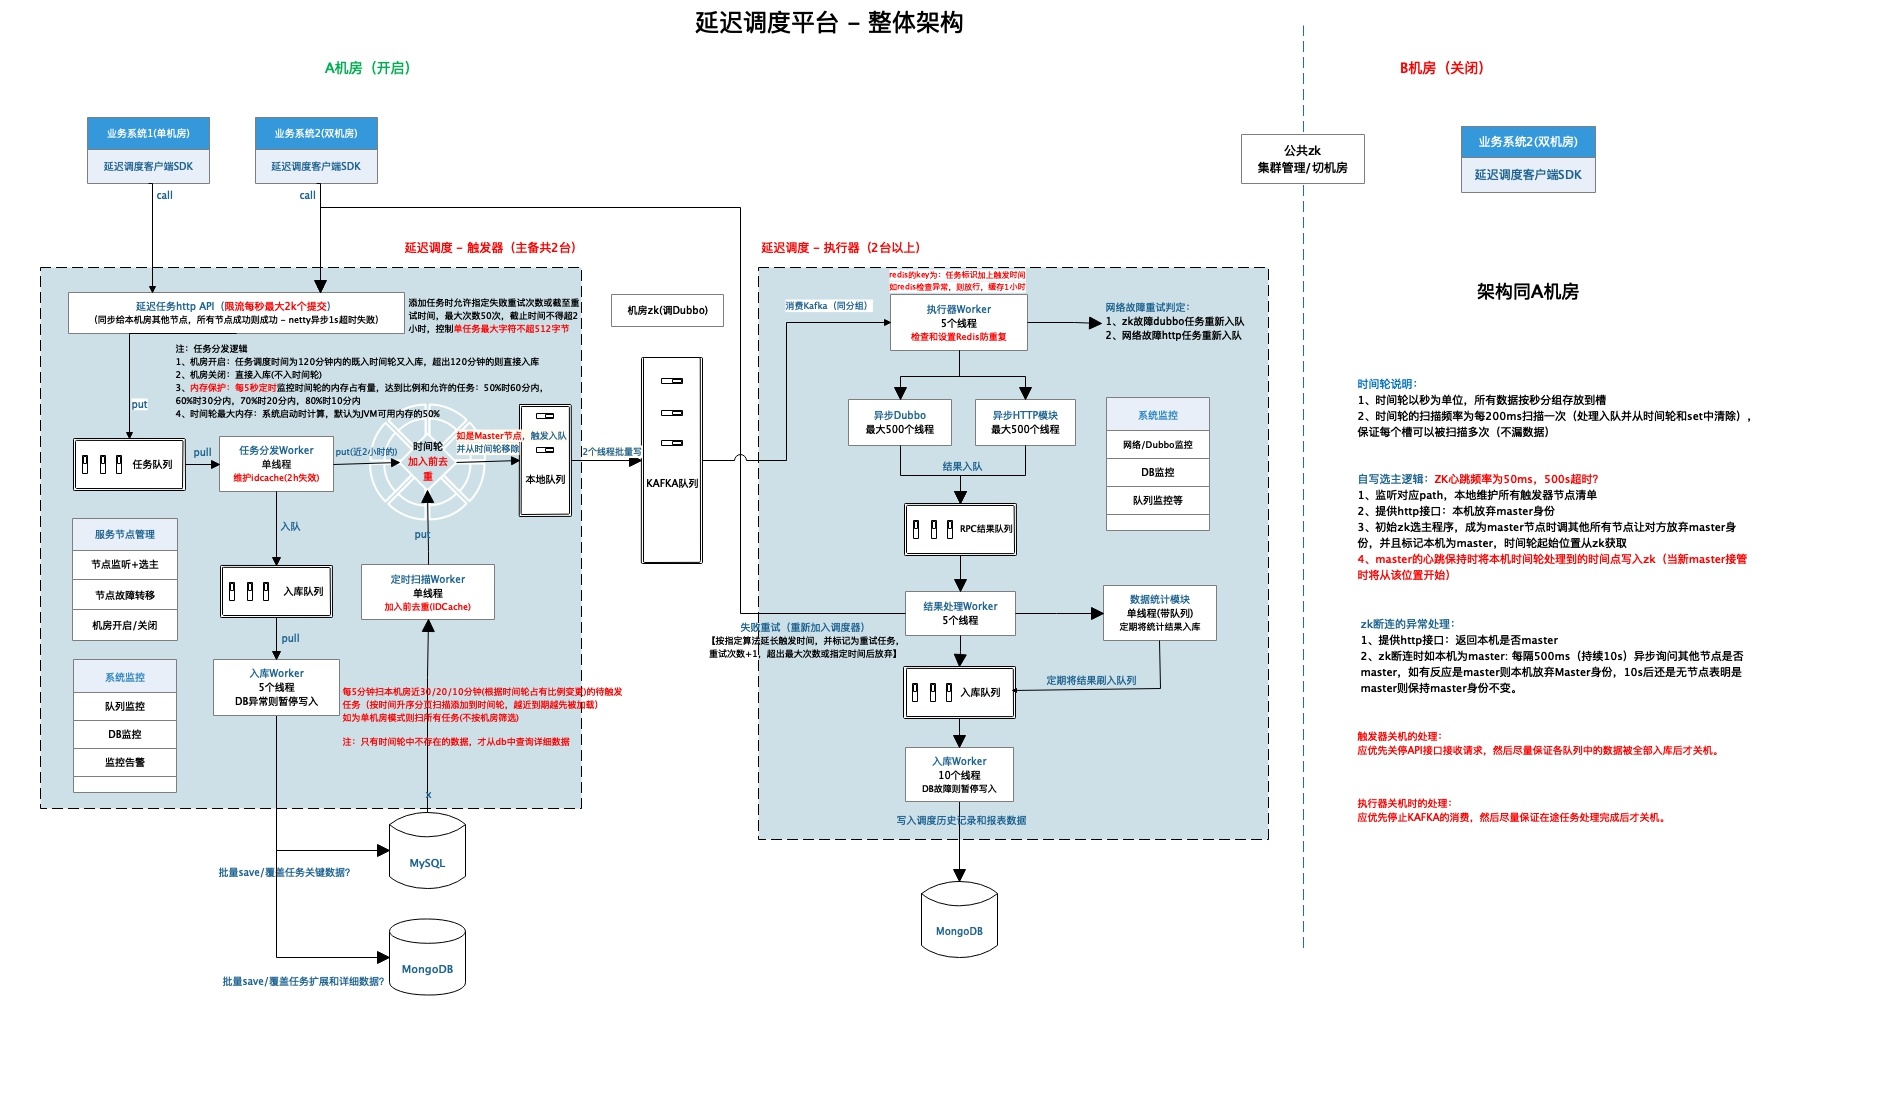 延迟调度平台 – 整体架构
A机房（开启）
B机房（关闭）
业务系统1(单机房)
延迟调度客户端SDK
业务系统2(双机房)
延迟调度客户端SDK
公共zk
集群管理/切机房
业务系统2(双机房)
延迟调度客户端SDK
call
call
延迟调度 – 触发器（主备共2台）
延迟任务http API（限流每秒最大2k个提交）
(同步给本机房其他节点，所有节点成功则成功 – netty异步1s超时失败)
添加任务时允许指定失败重试次数或截至重
试时间，最大次数50次，截止时间不得超2
小时，控制单任务最大字符不超512字节
注：任务分发逻辑
1、机房开启：任务调度时间为120分钟内的既入时间轮又入库，超出120分钟的则直接入库
2、机房关闭：直接入库(不入时间轮)
3、内存保护：每5秒定时监控时间轮的内存占有量，达到比例和允许的任务：50%时60分内，
60%时30分内，70%时20分内，80%时10分内
4、时间轮最大内存：系统启动时计算，默认为JVM可用内存的50%
put
任务队列
pull
任务分发Worker
单线程
维护idcache(2h失效)
put(近2小时的)
时间轮
加入前去
重
如是Master节点，触发入队
并从时间轮移除
本地队列
2个线程批量写
机房zk(调Dubbo)
KAFKA队列
服务节点管理
节点监听+选主
节点故障转移
机房开启/关闭
入队
入库队列
pull
入库Worker
5个线程
DB异常则暂停写入
put
定时扫描Worker
单线程
加入前去重(IDCache)
系统监控
队列监控
DB监控
监控告警
每5分钟扫本机房近30/20/10分钟(根据时间轮占有比例变更)的待触发
任务（按时间升序分页扫描添加到时间轮，越近到期越先被加载）
如为单机房模式则扫所有任务(不按机房筛选)
注：只有时间轮中不存在的数据，才从db中查询详细数据
x
MySQL
批量save/覆盖任务关键数据?
MongoDB
批量save/覆盖任务扩展和详细数据?
延迟调度 – 执行器（2台以上）
redis的key为：任务标识加上触发时间
如redis检查异常，则放行，缓存1小时
消费Kafka（同分组）
执行器Worker
5个线程
检查和设置Redis防重复
网络故障重试判定：
1、zk故障dubbo任务重新入队
2、网络故障http任务重新入队
异步Dubbo
最大500个线程
异步HTTP模块
最大500个线程
系统监控
网络/Dubbo监控
DB监控
队列监控等
结果入队
RPC结果队列
结果处理Worker
5个线程
数据统计模块
单线程(带队列)
定期将统计结果入库
失败重试（重新加入调度器）
【按指定算法延长触发时间，并标记为重试任务，
重试次数+1，超出最大次数或指定时间后放弃】
入库队列
定期将结果刷入队列
入库Worker
10个线程
DB故障则暂停写入
写入调度历史记录和报表数据
MongoDB
架构同A机房
时间轮说明：
1、时间轮以秒为单位，所有数据按秒分组存放到槽
2、时间轮的扫描频率为每200ms扫描一次（处理入队并从时间轮和set中清除），
保证每个槽可以被扫描多次（不漏数据）
自写选主逻辑：ZK心跳频率为50ms，500s超时?
1、监听对应path，本地维护所有触发器节点清单
2、提供http接口：本机放弃master身份
3、初始zk选主程序，成为master节点时调其他所有节点让对方放弃master身
份，并且标记本机为master，时间轮起始位置从zk获取
4、master的心跳保持时将本机时间轮处理到的时间点写入zk（当新master接管
时将从该位置开始）
zk断连的异常处理：
1、提供http接口：返回本机是否master
2、zk断连时如本机为master: 每隔500ms（持续10s）异步询问其他节点是否
master，如有反应是master则本机放弃Master身份，10s后还是无节点表明是
master则保持master身份不变。
触发器关机的处理：
应优先关停API接口接收请求，然后尽量保证各队列中的数据被全部入库后才关机。
执行器关机时的处理：
应优先停止KAFKA的消费，然后尽量保证在途任务处理完成后才关机。